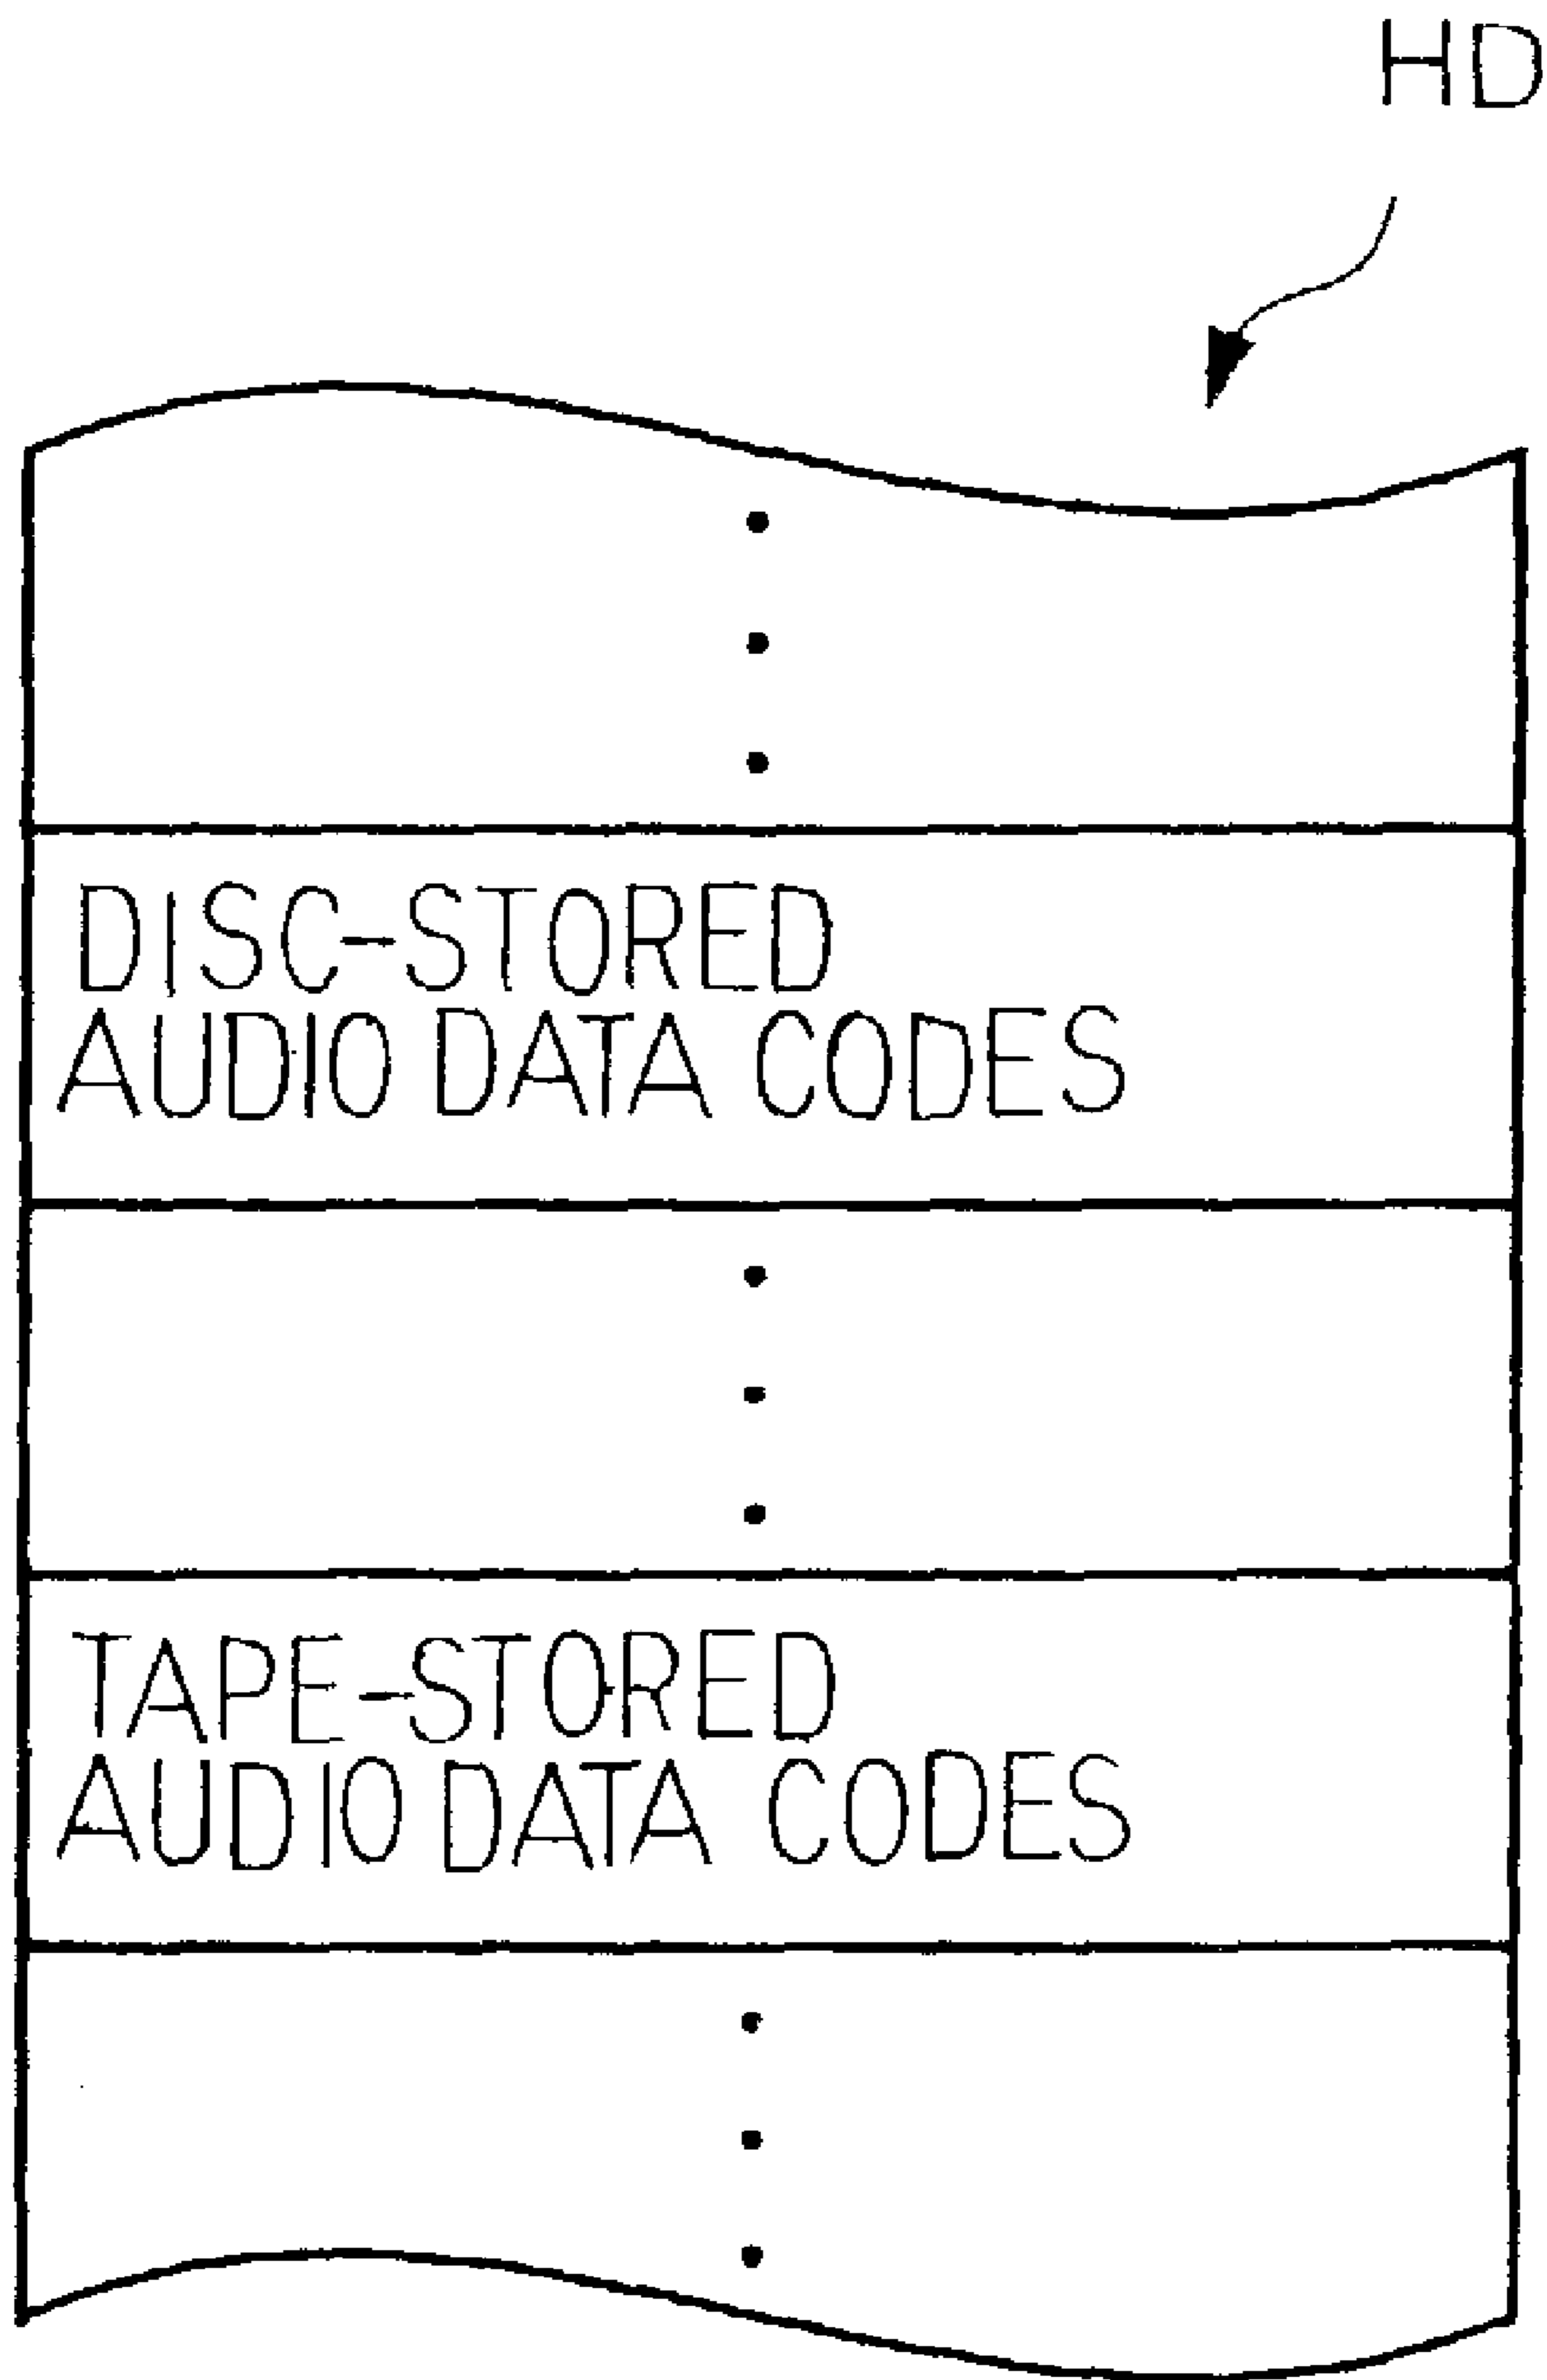 HD
DISC-STORED
AUDIO DATA CODES
TAPE-STORED
AUDIO DATA CODES